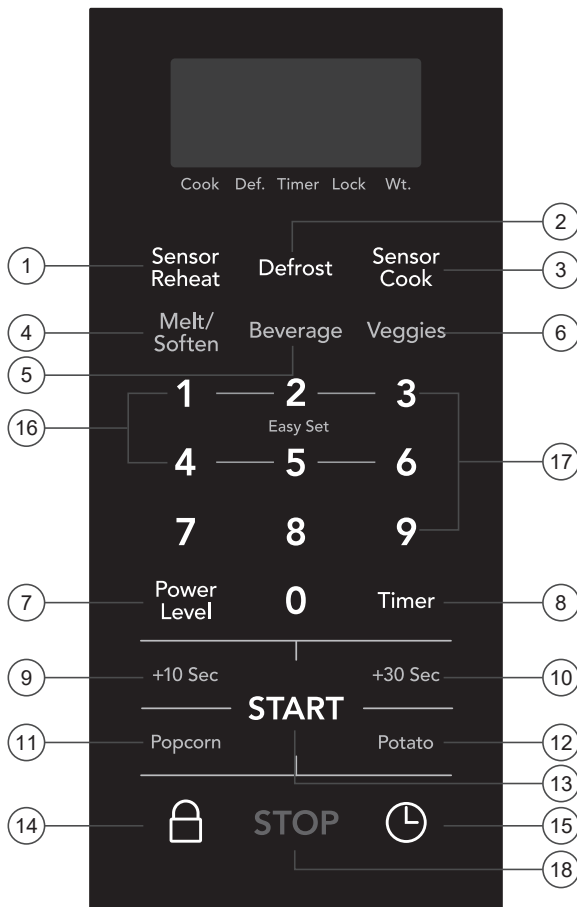 Cook Def. Timer Lock Wt.
2
1 Sensor Reheat Defrost Sensor Cook 3
4 Melt/ Soften Beverage Veggies 6
5
1 2 3
16 Easy Set
4 5 6 17
7 8 9
7 Power Level 0 Timer 8
9 +10 Sec +30 Sec 10
START
11 Popcorn Potato 12
13
14 STOP 15
18